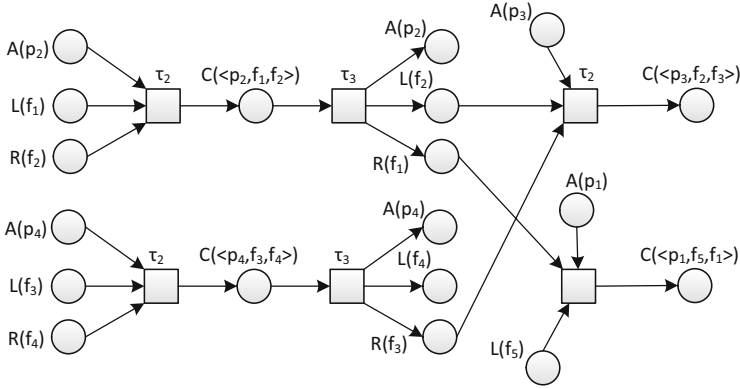 A(p₃)
A(p₂)
A(p₂)
τ₂
C(<p₂,f₁,f₂>)
τ₃
L(f₂)
τ₂
C(<p₃,f₂,f₃>)
L(f₁)
R(f₂)
R(f₁)
A(p₁)
A(p₄)
A(p₄)
τ₂
C(<p₄,f₃,f₄>)
τ₃
L(f₄)
C(<p₁,f₅,f₁>)
L(f₃)
R(f₄)
R(f₃)
L(f₅)